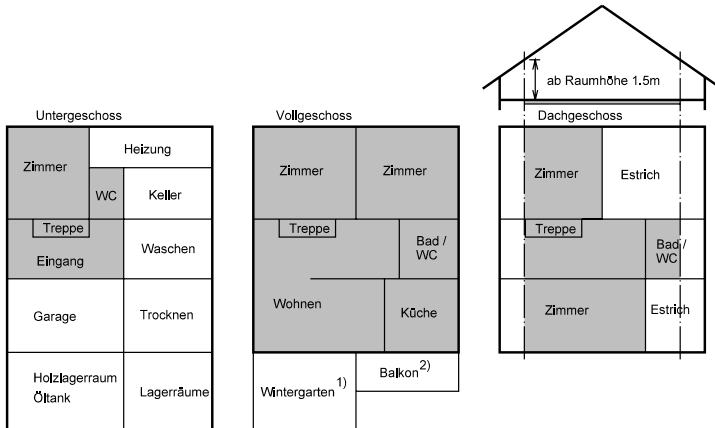 ab Raumhöhe 1.5m
Untergeschoss
Vollgeschoss
Dachgeschoss
Zimmer
Heizung
WC
Keller
Treppe
Eingang
Waschen
Garage
Trocknen
Holzlagerraum
Öltank
Lagerräume
Zimmer
Zimmer
Treppe
Bad /
WC
Wohnen
Küche
Wintergarten 1)
Balkon 2)
Zimmer
Estrich
Treppe
Bad /
WC
Zimmer
Estrich